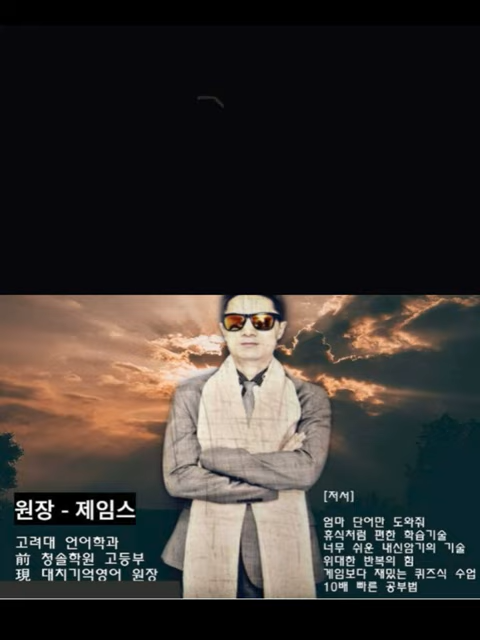 원장 - 제임스
고려대 언어학과
前 청솔학원 고등부
現 대치기억영어 원장
[저서]
엄마 단어만 도와줘
휴식처럼 편한 학습기술
너무 쉬운 내신암기의 기술
위대한 반복의 힘
게임보다 재밌는 퀴즈식 수업
10배 빠른 공부법